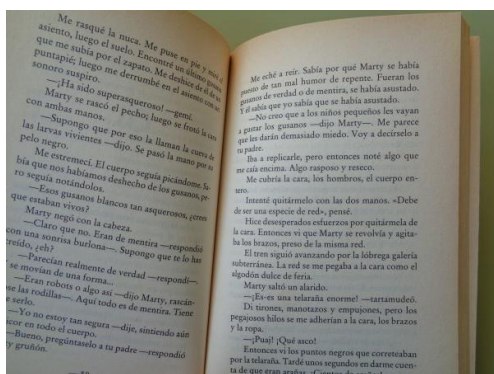 Me rasqué la nuca. Me puse en pie y miré el
asiento, luego el suelo. Encontré un último gusano
que me subía por el zapato. Me deshice de él de un
puntapié; luego me derrumbé en el asiento con un
sonoro suspiro.
—¡Ha sido superasqueroso! —gemí.
Marty se rascó el pecho; luego se frotó la cara
con ambas manos.
—Supongo que por eso la llaman la cueva de
las larvas vivientes —dijo. Se pasó la mano por su
pelo negro.
Me estremecí. El cuerpo seguía picándome. Sa-
bía que nos habíamos deshecho de los gusanos, pe-
ro seguía notándolos.
—Esos gusanos blancos tan asquerosos, ¿crees
que estaban vivos?
Marty negó con la cabeza.
—Claro que no. Eran de mentira —respondió
con una sonrisa burlona—. Supongo que te lo has
creído, ¿eh?
—Parecían realmente de verdad —respondí—.
se movían de una forma...
—Eran robots o algo así —dijo Marty, rascán-
las rodillas—. Aquí todo es de mentira. Tiene
serlo.
—Yo no estoy tan segura —dije, sintiendo aún
por todo el cuerpo.
—Bueno, pregúntaselo a tu padre —respondió
y gruñón.
Me eché a reír. Sabía por qué Marty se había
puesto de tan mal humor de repente. Fueran los
gusanos de verdad o de mentira, se había asustado.
Y él sabía que yo sabía que se había asustado.
—No creo que a los niños pequeños les vayan
a gustar los gusanos —dijo Marty—. Me parece
que les darán demasiado miedo. Voy a decírselo a
tu padre.
Iba a replicarle, pero entonces noté algo que
me caía encima. Algo rasposo y reseco.
Me cubría la cara, los hombros, el cuerpo en-
tero.
Intenté quitármelo con las dos manos. «Debe
de ser una especie de red», pensé.
Hice desesperados esfuerzos por quitármela de
la cara. Entonces vi que Marty se revolvía y agita-
ba los brazos, preso de la misma red.
El tren siguió avanzando por la lóbrega galería
subterránea. La red se me pegaba a la cara como el
algodón dulce de feria.
Marty saltó un alarido.
—¡Es-es una telaraña enorme! —tartamudeó.
Di tirones, manotazos y empujones, pero los
pegajosos hilos se me adherían a la cara, los brazos
y la ropa.
—¡Puaj! ¡Qué asco!
Entonces vi los puntos negros que correteaban
por la telaraña. Tardé unos segundos en darme cuen-
ta de que eran arañas.